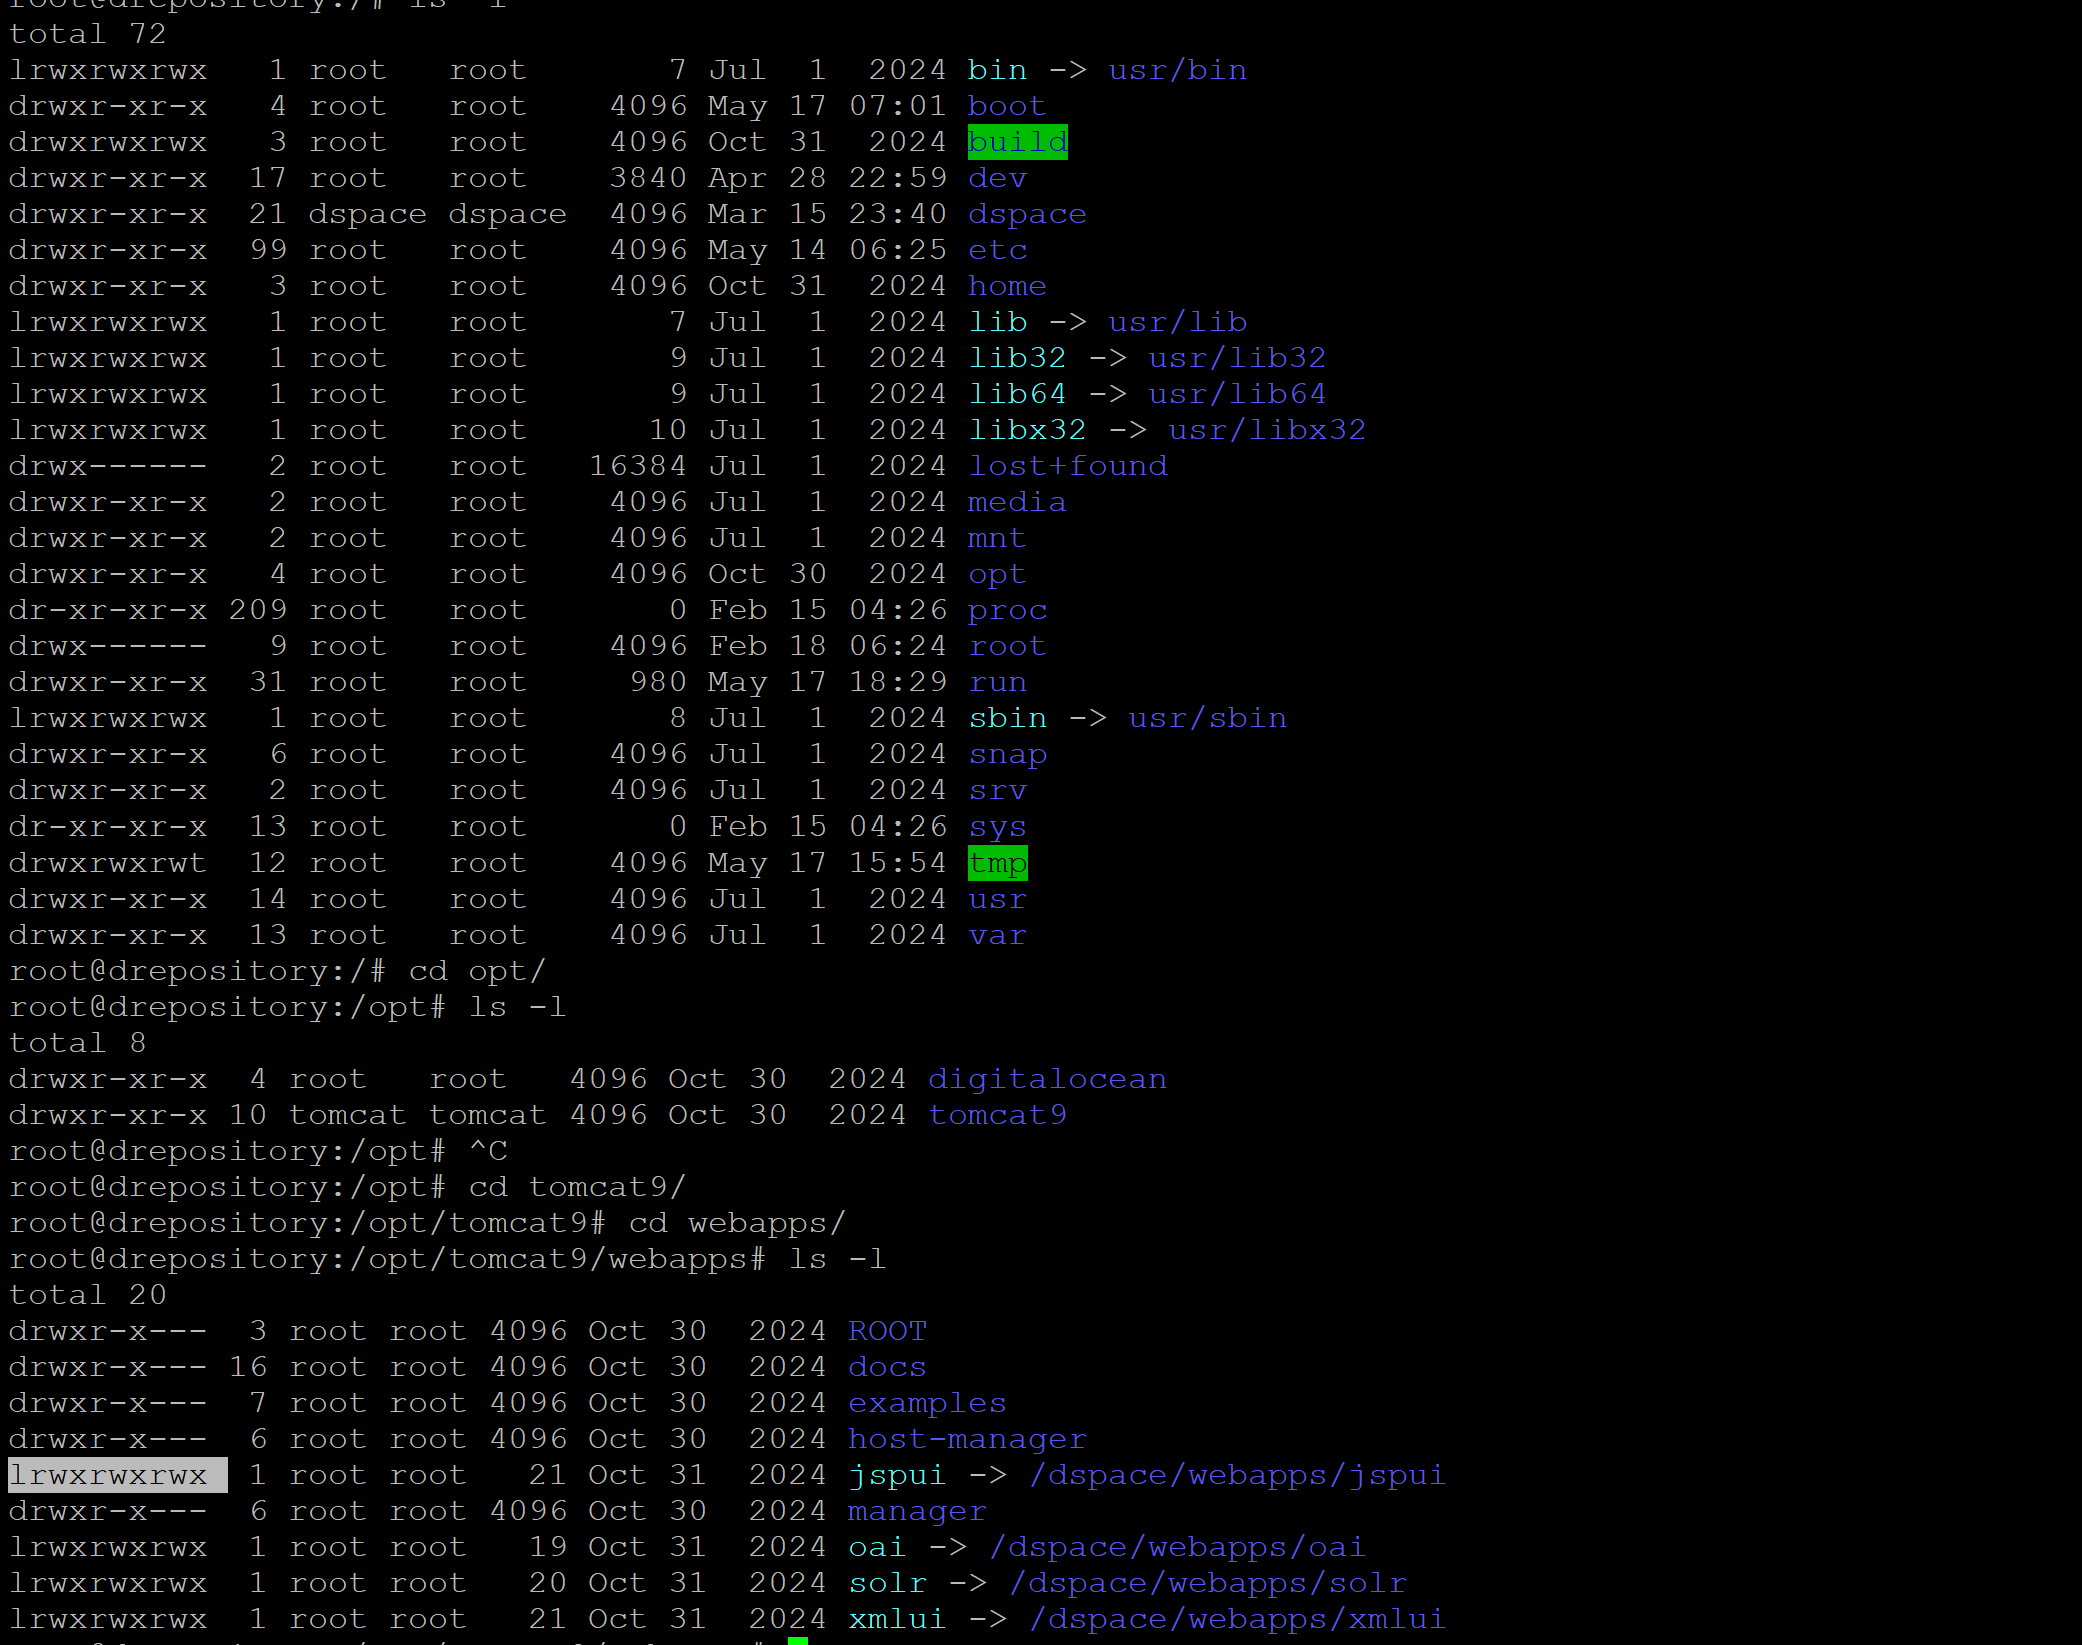 root@drepository:/# ls -l
total 72
lrwxrwxrwx   1 root   root       7 Jul  1  2024 bin -> usr/bin
drwxr-xr-x   4 root   root    4096 May 17 07:01 boot
drwxrwxrwx   3 root   root    4096 Oct 31  2024 build
drwxr-xr-x  17 root   root    3840 Apr 28 22:59 dev
drwxr-xr-x  21 dspace dspace  4096 Mar 15 23:40 dspace
drwxr-xr-x  99 root   root    4096 May 14 06:25 etc
drwxr-xr-x   3 root   root    4096 Oct 31  2024 home
lrwxrwxrwx   1 root   root       7 Jul  1  2024 lib -> usr/lib
lrwxrwxrwx   1 root   root       9 Jul  1  2024 lib32 -> usr/lib32
lrwxrwxrwx   1 root   root       9 Jul  1  2024 lib64 -> usr/lib64
lrwxrwxrwx   1 root   root      10 Jul  1  2024 libx32 -> usr/libx32
drwx------   2 root   root   16384 Jul  1  2024 lost+found
drwxr-xr-x   2 root   root    4096 Jul  1  2024 media
drwxr-xr-x   2 root   root    4096 Jul  1  2024 mnt
drwxr-xr-x   4 root   root    4096 Oct 30  2024 opt
dr-xr-xr-x 209 root   root       0 Feb 15 04:26 proc
drwx------   9 root   root    4096 Feb 18 06:24 root
drwxr-xr-x  31 root   root     980 May 17 18:29 run
lrwxrwxrwx   1 root   root       8 Jul  1  2024 sbin -> usr/sbin
drwxr-xr-x   6 root   root    4096 Jul  1  2024 snap
drwxr-xr-x   2 root   root    4096 Jul  1  2024 srv
dr-xr-xr-x  13 root   root       0 Feb 15 04:26 sys
drwxrwxrwt  12 root   root    4096 May 17 15:54 tmp
drwxr-xr-x  14 root   root    4096 Jul  1  2024 usr
drwxr-xr-x  13 root   root    4096 Jul  1  2024 var
root@drepository:/# cd opt/
root@drepository:/opt# ls -l
total 8
drwxr-xr-x  4 root   root   4096 Oct 30  2024 digitalocean
drwxr-xr-x 10 tomcat tomcat 4096 Oct 30  2024 tomcat9
root@drepository:/opt# ^C
root@drepository:/opt# cd tomcat9/
root@drepository:/opt/tomcat9# cd webapps/
root@drepository:/opt/tomcat9/webapps# ls -l
total 20
drwxr-x---  3 root root 4096 Oct 30  2024 ROOT
drwxr-x--- 16 root root 4096 Oct 30  2024 docs
drwxr-x---  7 root root 4096 Oct 30  2024 examples
drwxr-x---  6 root root 4096 Oct 30  2024 host-manager
lrwxrwxrwx  1 root root   21 Oct 31  2024 jspui -> /dspace/webapps/jspui
drwxr-x---  6 root root 4096 Oct 30  2024 manager
lrwxrwxrwx  1 root root   19 Oct 31  2024 oai -> /dspace/webapps/oai
lrwxrwxrwx  1 root root   20 Oct 31  2024 solr -> /dspace/webapps/solr
lrwxrwxrwx  1 root root   21 Oct 31  2024 xmlui -> /dspace/webapps/xmlui